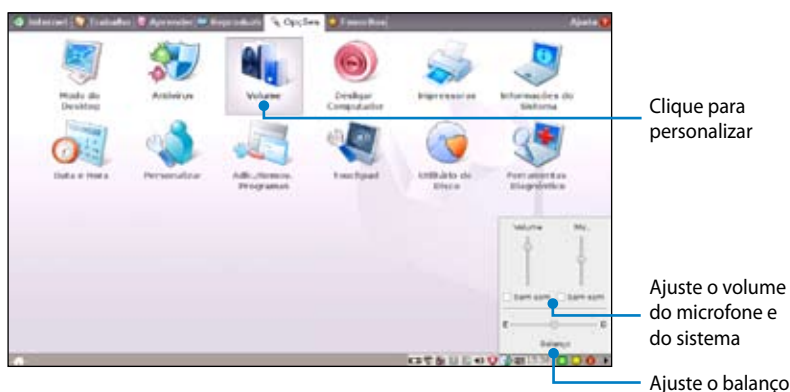 Internet Trabalho Aprender Reproduzir Opções Favoritos Ajuda
Modo do Desktop
Antivírus
Volume
Desligar Computador
Impressoras
Informações do Sistema
Data e Hora
Personalizar
Adic./Remov. Programas
Touchpad
Utilitário de Disco
Ferramentas Diagnóstico
Volume Mic.
Sem som Sem som
E D
Balanço
Clique para
personalizar
Ajuste o volume
do microfone e
do sistema
Ajuste o balanço